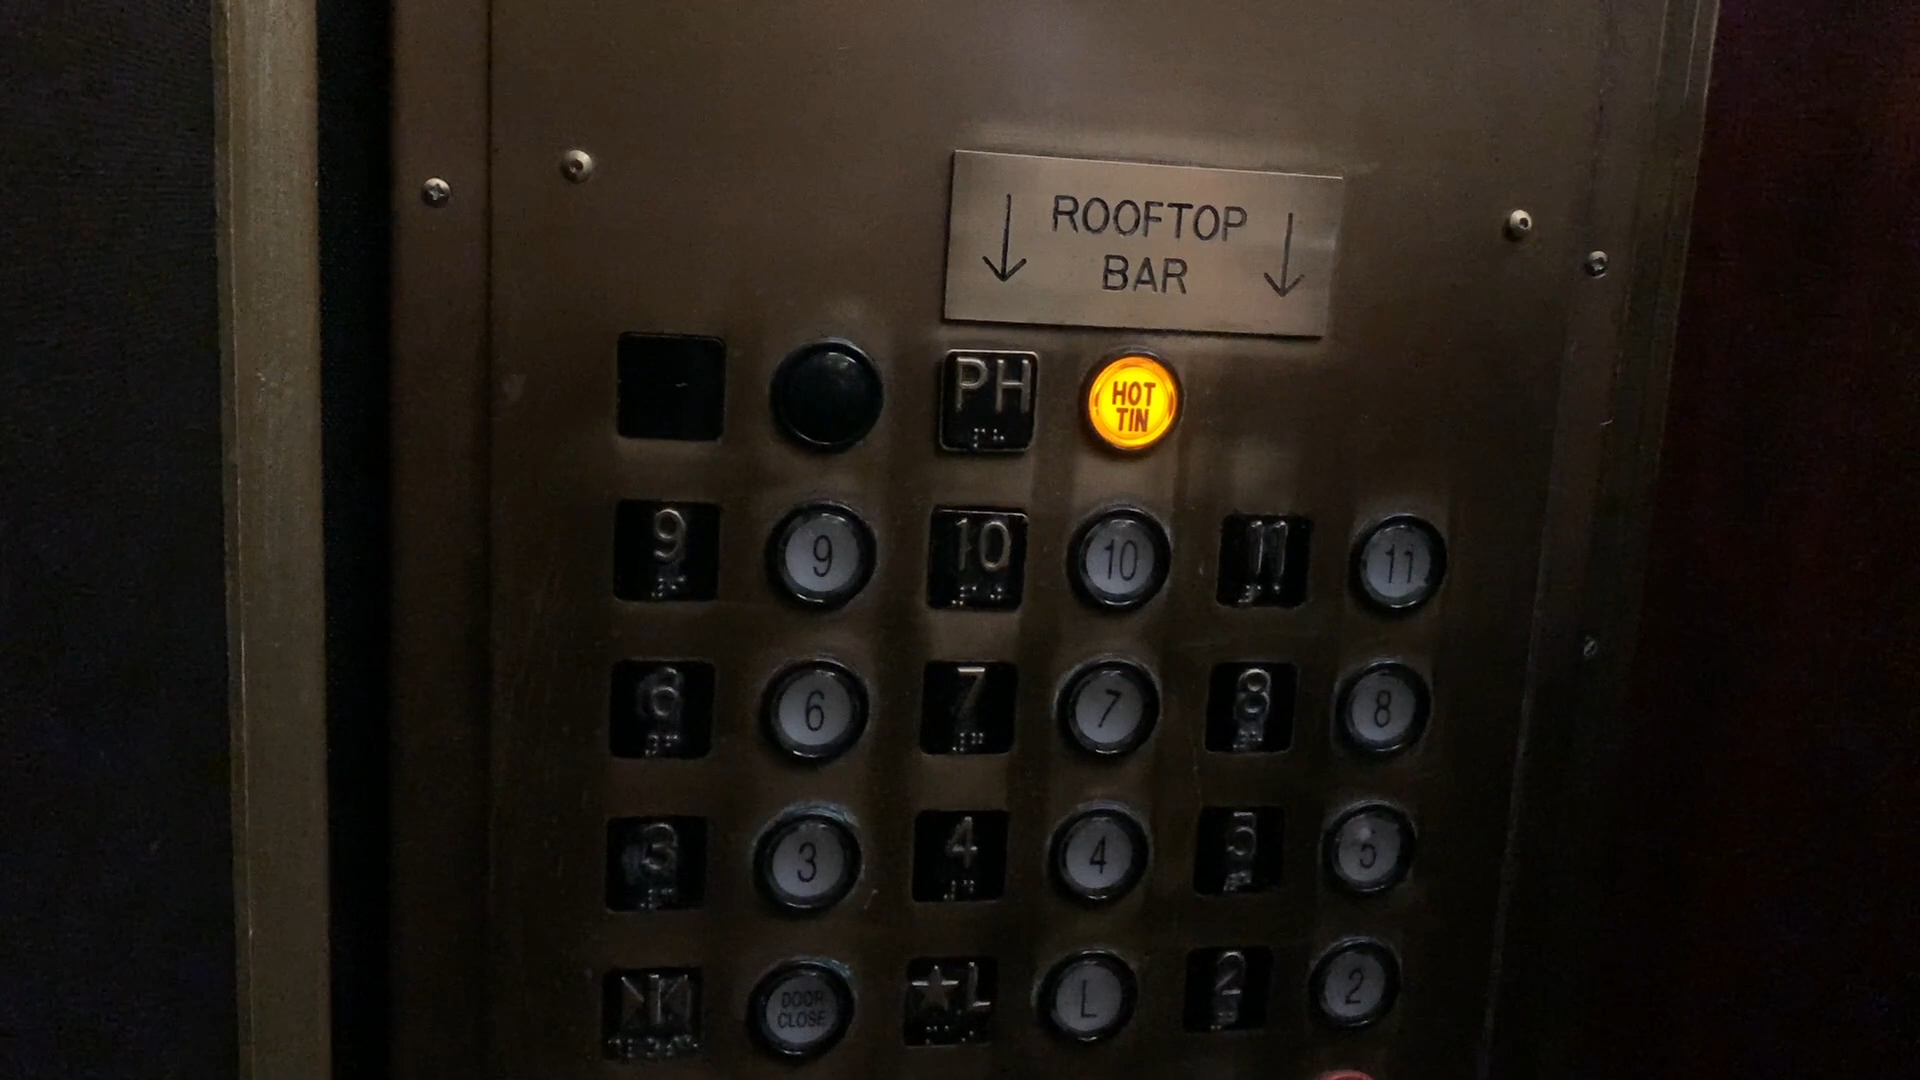 ROOFTOP
BAR
PH HOT
TIN
9 9 10 10 11 11
6 6 7 7 8 8
3 3 4 4 5 5
DOOR
CLOSE
★L L 2 2